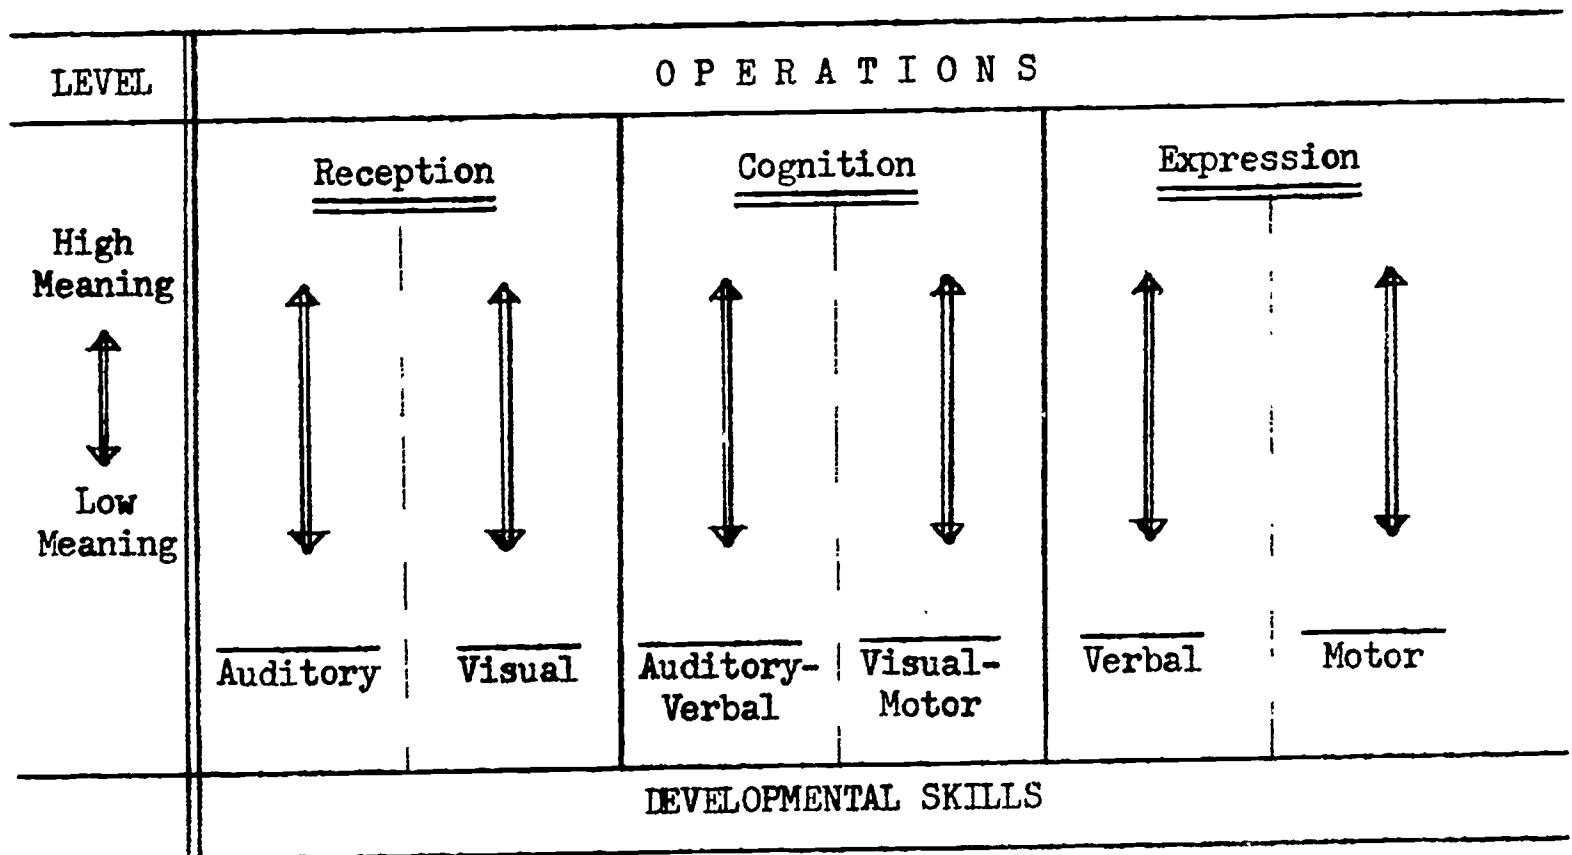 LEVEL
OPERATIONS
Reception
Cognition
Expression
High
Meaning
Low
Meaning
Auditory
Visual
Auditory-
Verbal
Visual-
Motor
Verbal
Motor
DEVELOPMENTAL SKILLS